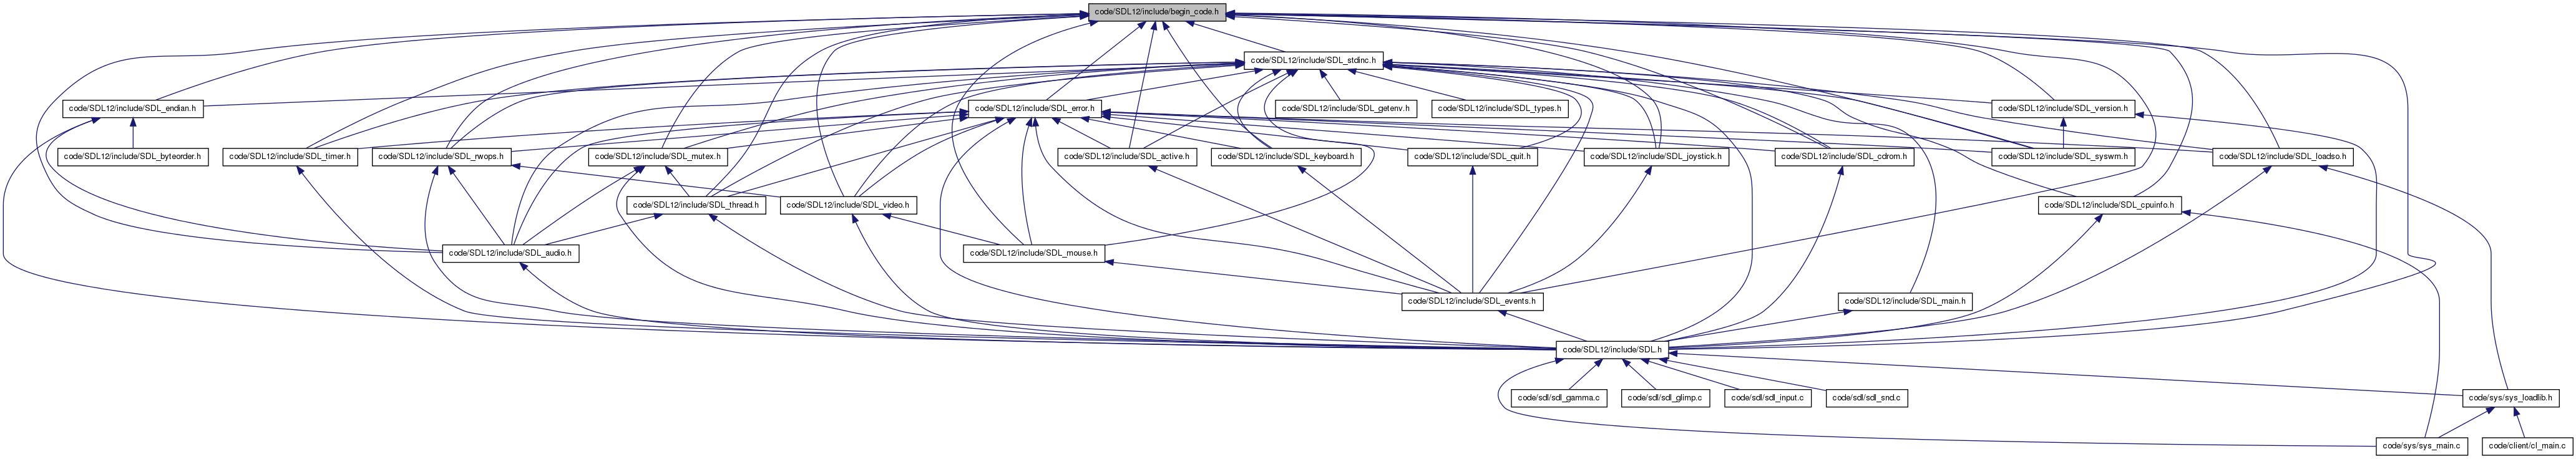 code/SDL12/include/begin_code.h
code/SDL12/include/SDL_stdinc.h
code/SDL12/include/SDL_endian.h
code/SDL12/include/SDL_error.h
code/SDL12/include/SDL_getenv.h
code/SDL12/include/SDL_types.h
code/SDL12/include/SDL_version.h
code/SDL12/include/SDL_byteorder.h
code/SDL12/include/SDL_timer.h
code/SDL12/include/SDL_rwops.h
code/SDL12/include/SDL_mutex.h
code/SDL12/include/SDL_active.h
code/SDL12/include/SDL_keyboard.h
code/SDL12/include/SDL_quit.h
code/SDL12/include/SDL_joystick.h
code/SDL12/include/SDL_cdrom.h
code/SDL12/include/SDL_syswm.h
code/SDL12/include/SDL_loadso.h
code/SDL12/include/SDL_thread.h
code/SDL12/include/SDL_video.h
code/SDL12/include/SDL_cpuinfo.h
code/SDL12/include/SDL_audio.h
code/SDL12/include/SDL_mouse.h
code/SDL12/include/SDL_events.h
code/SDL12/include/SDL_main.h
code/SDL12/include/SDL.h
code/sdl/sdl_gamma.c
code/sdl/sdl_glimp.c
code/sdl/sdl_input.c
code/sdl/sdl_snd.c
code/sys/sys_loadlib.h
code/sys/sys_main.c
code/client/cl_main.c